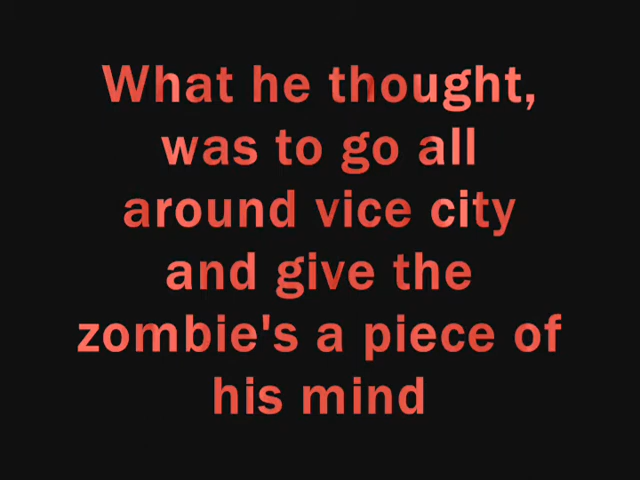 What he thought,
was to go all
around vice city
and give the
zombie's a piece of
his mind